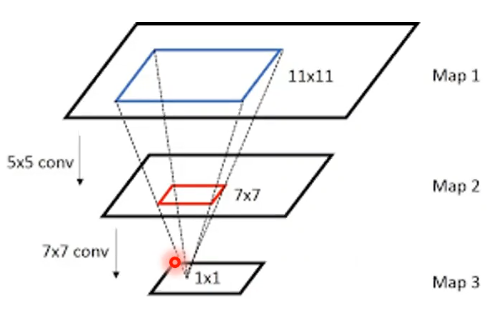 11x11
Map 1
5x5 conv
7x7
Map 2
7x7 conv
1x1
Map 3